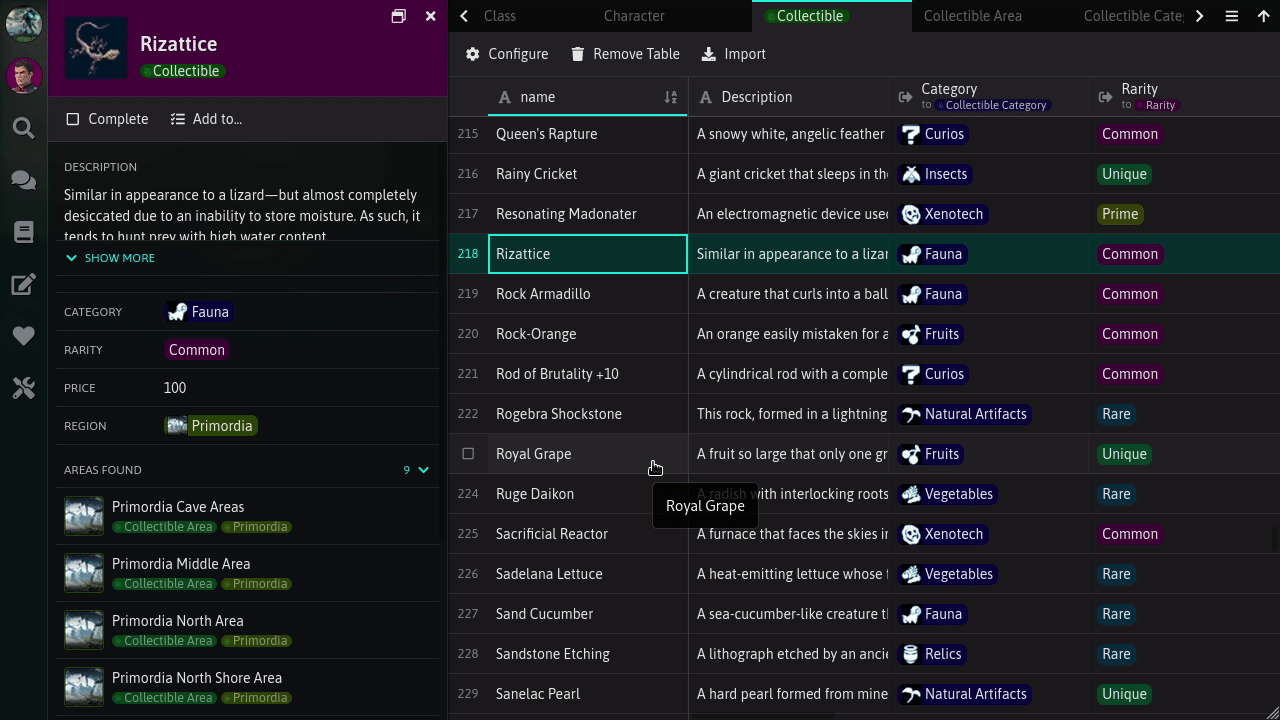 Rizattice
Collectible
Complete
Add to...
DESCRIPTION
Similar in appearance to a lizard—but almost completely
desiccated due to an inability to store moisture. As such, it
tends to hunt prey with high water content
SHOW MORE
CATEGORY
Fauna
RARITY
Common
PRICE
100
REGION
Primordia
AREAS FOUND
9
Primordia Cave Areas
Collectible Area Primordia
Primordia Middle Area
Collectible Area Primordia
Primordia North Area
Collectible Area Primordia
Primordia North Shore Area
Collectible Area Primordia
Class
Character
Collectible
Collectible Area
Collectible Cate
Configure
Remove Table
Import
name
Description
Category
to Collectible Category
Rarity
to Rarity
215 Queen's Rapture A snowy white, angelic feather Curios Common
216 Rainy Cricket A giant cricket that sleeps in the Insects Unique
217 Resonating Madonater An electromagnetic device used Xenotech Prime
218 Rizattice Similar in appearance to a lizar Fauna Common
219 Rock Armadillo A creature that curls into a ball Fauna Common
220 Rock-Orange An orange easily mistaken for a Fruits Common
221 Rod of Brutality +10 A cylindrical rod with a comple Curios Common
222 Rogebra Shockstone This rock, formed in a lightning Natural Artifacts Rare
Royal Grape A fruit so large that only one gr Fruits Unique
224 Ruge Daikon A radish with interlocking roots Vegetables Rare
Royal Grape
225 Sacrificial Reactor A furnace that faces the skies in Xenotech Common
226 Sadelana Lettuce A heat-emitting lettuce whose f Vegetables Rare
227 Sand Cucumber A sea-cucumber-like creature th Fauna Rare
228 Sandstone Etching A lithograph etched by an ancie Relics Rare
229 Sanelac Pearl A hard pearl formed from mine Natural Artifacts Unique